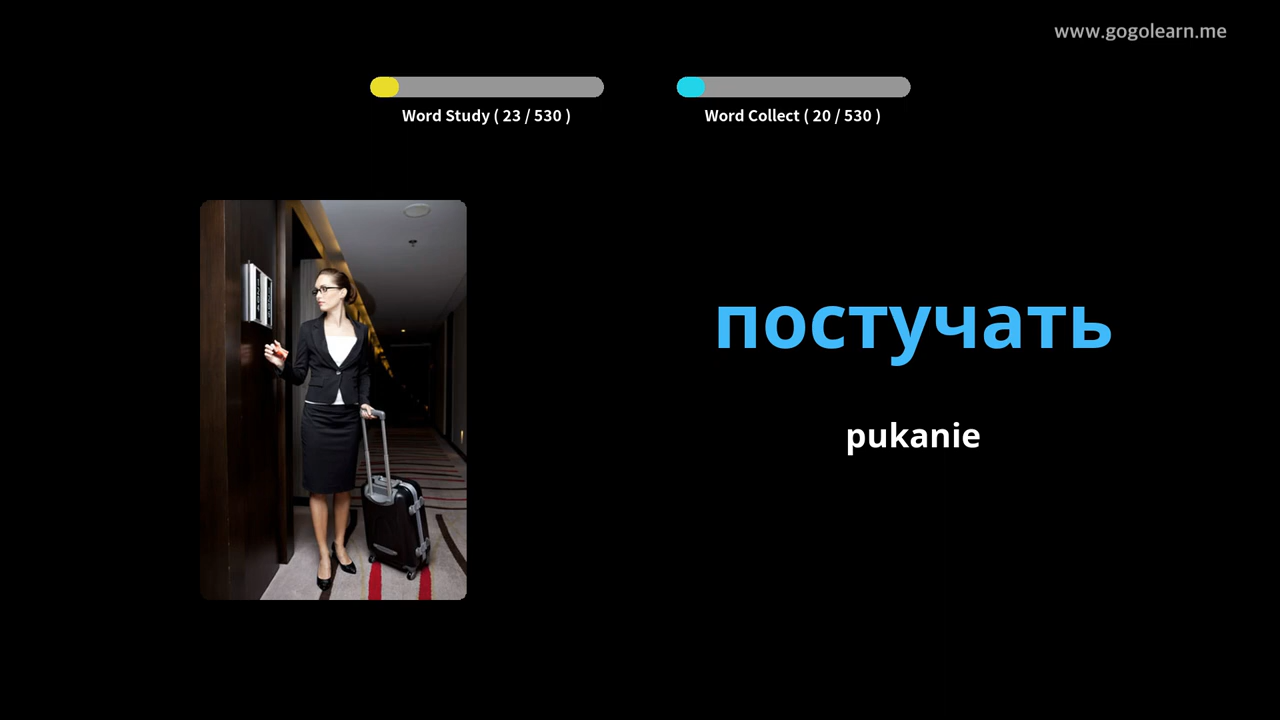 www.gogolearn.me
Word Study ( 23 / 530 )
Word Collect ( 20 / 530 )
постучать
pukanie